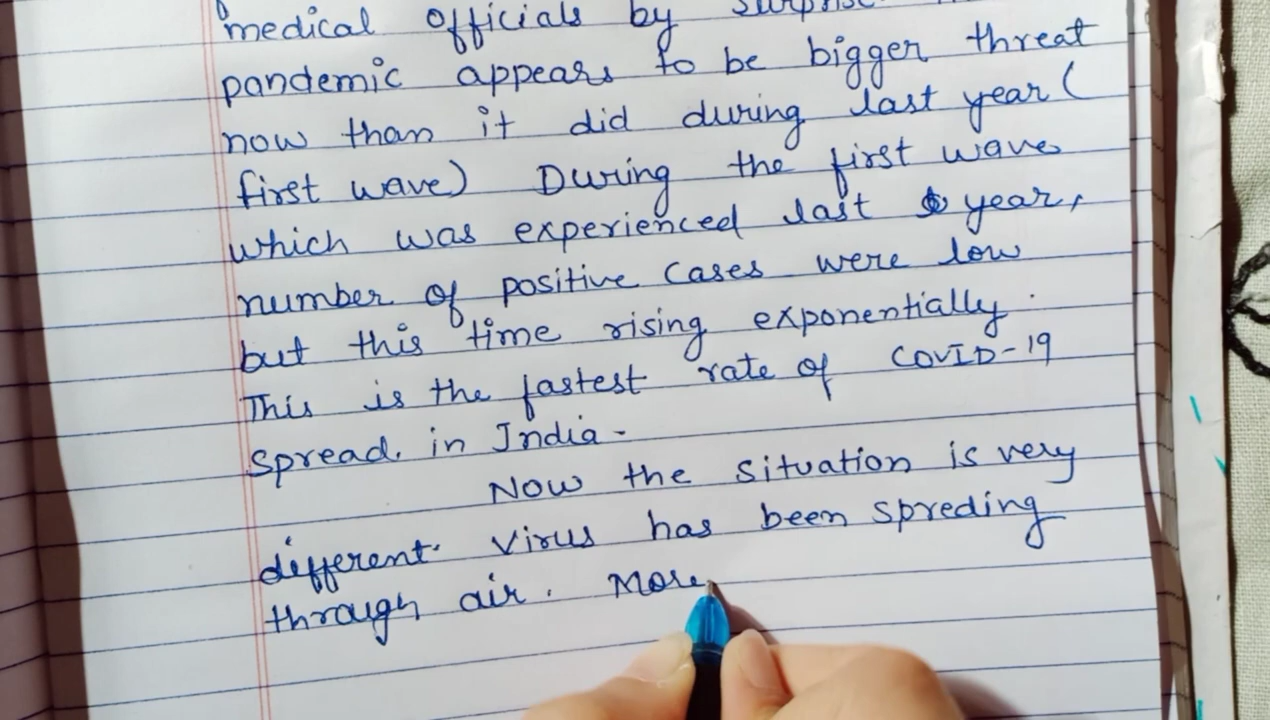 medical officials by surprise
pandemic appears to be bigger threat
now than it did during last year (
first wave) During the first wave
which was experienced last year,
number of positive cases were low
but this time rising exponentially.
This is the fastest rate of COVID-19
spread in India.
Now the situation is very
different. Virus has been spreding
through air. More